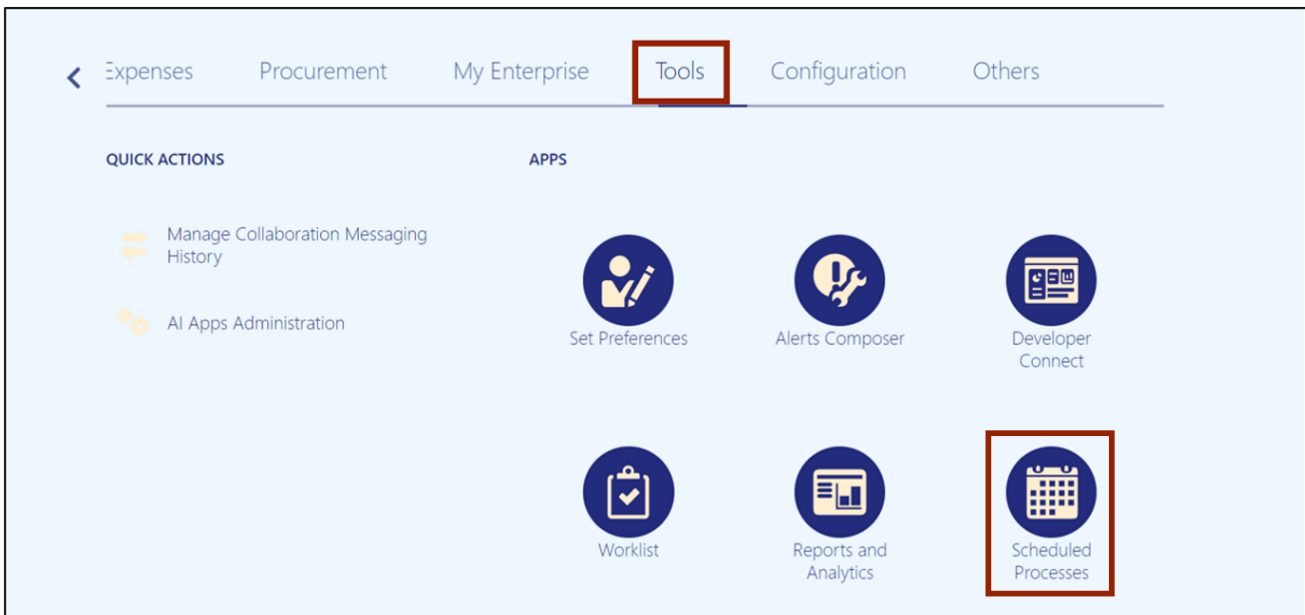 Expenses Procurement My Enterprise Tools Configuration Others
QUICK ACTIONS
APPS
Manage Collaboration Messaging
History
AI Apps Administration
Set Preferences
Alerts Composer
Developer
Connect
Worklist
Reports and
Analytics
Scheduled
Processes